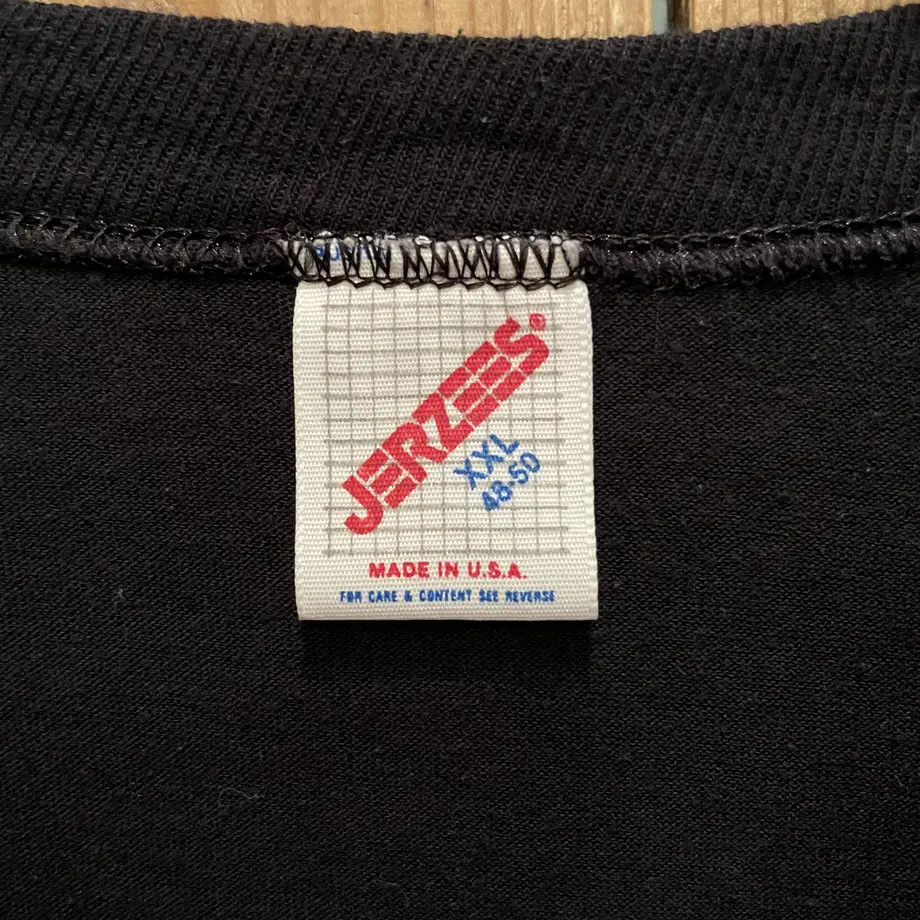 JERZEES®
XXL
48-50
MADE IN U.S.A.
FOR CARE & CONTENT SEE REVERSE